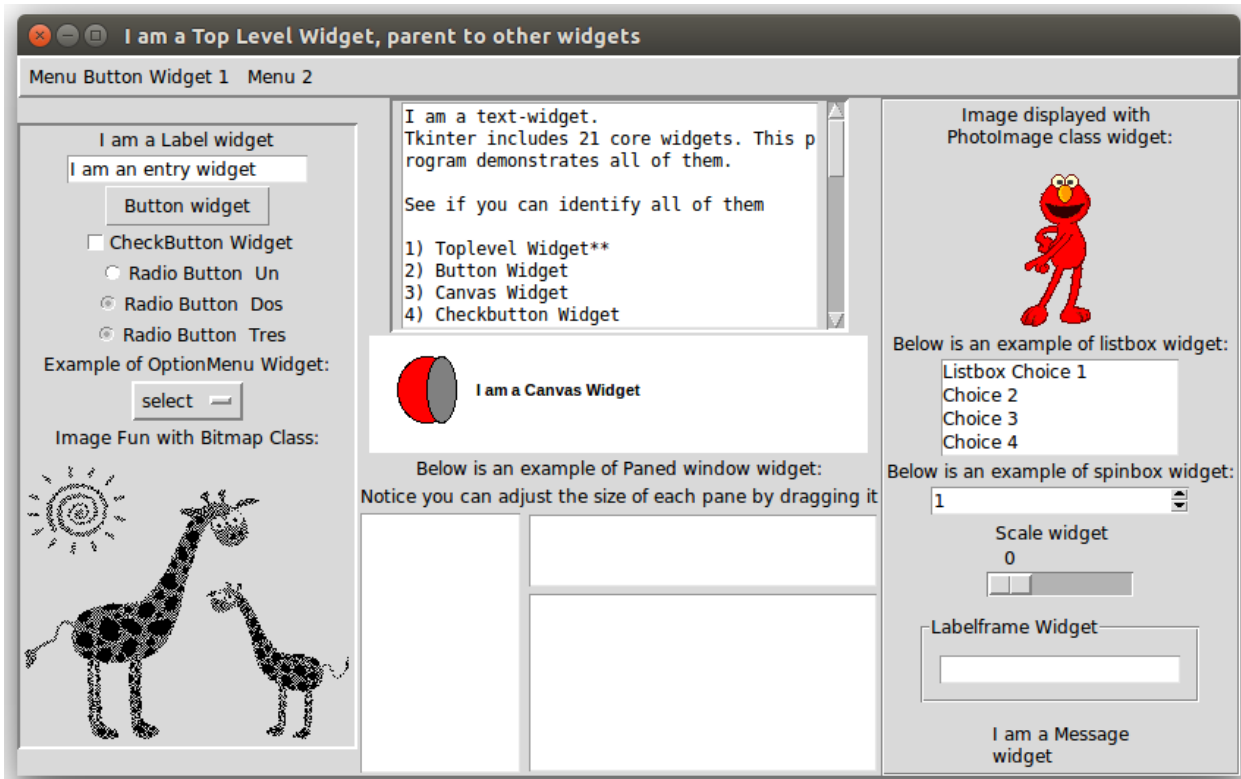 I am a Top Level Widget, parent to other widgets
Menu Button Widget 1 Menu 2
I am a Label widget
I am an entry widget
Button widget
CheckButton Widget
Radio Button Un
Radio Button Dos
Radio Button Tres
Example of OptionMenu Widget:
select
Image Fun with Bitmap Class:
I am a text-widget.
Tkinter includes 21 core widgets. This p
rogram demonstrates all of them.
See if you can identify all of them
1) Toplevel Widget**
2) Button Widget
3) Canvas Widget
4) Checkbutton Widget
I am a Canvas Widget
Below is an example of Paned window widget:
Notice you can adjust the size of each pane by dragging it
Image displayed with
PhotoImage class widget:
Below is an example of listbox widget:
Listbox Choice 1
Choice 2
Choice 3
Choice 4
Below is an example of spinbox widget:
1
Scale widget
0
Labelframe Widget
I am a Message
widget